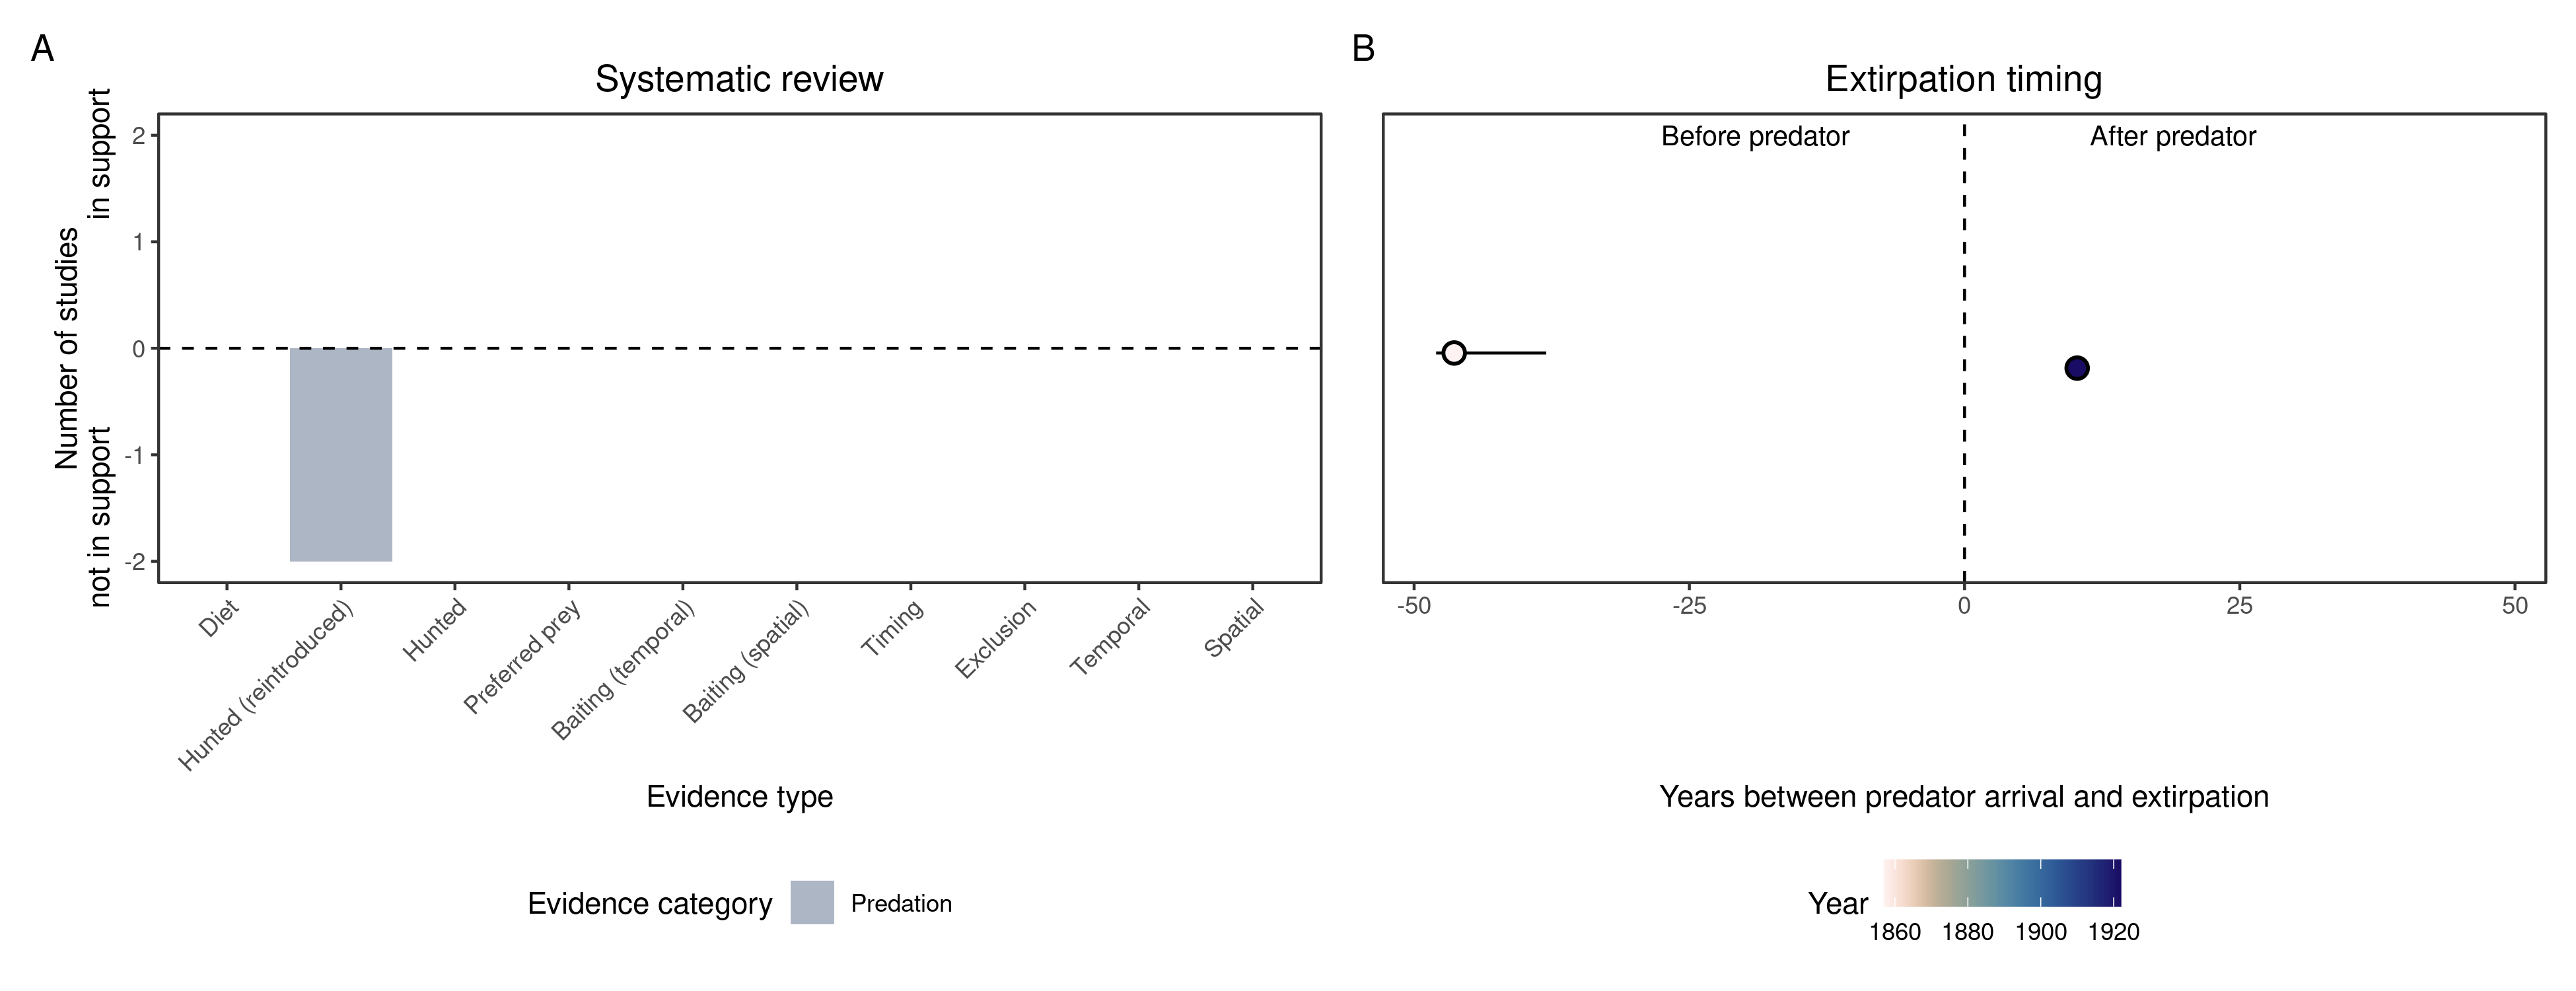 A
Systematic review
Number of studies
not in support
in support
2
1
0
-1
-2
Diet
Hunted (reintroduced)
Hunted
Preferred prey
Baiting (temporal)
Baiting (spatial)
Timing
Exclusion
Temporal
Spatial
Evidence type
Evidence category
Predation
B
Extirpation timing
Before predator
After predator
-50
-25
0
25
50
Years between predator arrival and extirpation
Year
1860
1880
1900
1920